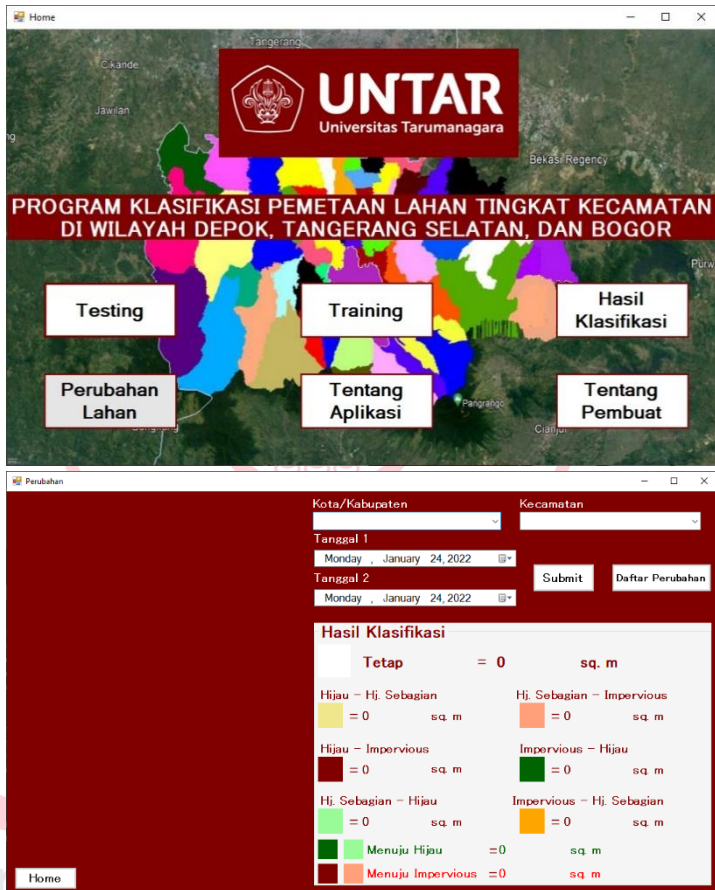 Home
Tangerang
Cikande
UNTAR
Universitas Tarumanagara
Jawilan
Bekasi Regency
PROGRAM KLASIFIKASI PEMETAAN LAHAN TINGKAT KECAMATAN
DI WILAYAH DEPOK, TANGERANG SELATAN, DAN BOGOR
Purw
Testing
Training
Hasil
Klasifikasi
Perubahan
Lahan
Tentang
Aplikasi
Pangrango
Tentang
Pembuat
Cianjur
Perubahan
Kota/Kabupaten
Kecamatan
Tanggal 1
Monday , January 24, 2022
Tanggal 2
Monday , January 24, 2022
Submit
Daftar Perubahan
Hasil Klasifikasi
Tetap = 0 sq. m
Hijau - Hj. Sebagian
Hj. Sebagian - Impervious
= 0 sq. m
= 0 sq. m
Hijau - Impervious
Impervious - Hijau
= 0 sq. m
= 0 sq. m
Hj. Sebagian - Hijau
Impervious - Hj. Sebagian
= 0 sq. m
= 0 sq. m
Menuju Hijau =0 sq. m
Menuju Impervious =0 sq. m
Home